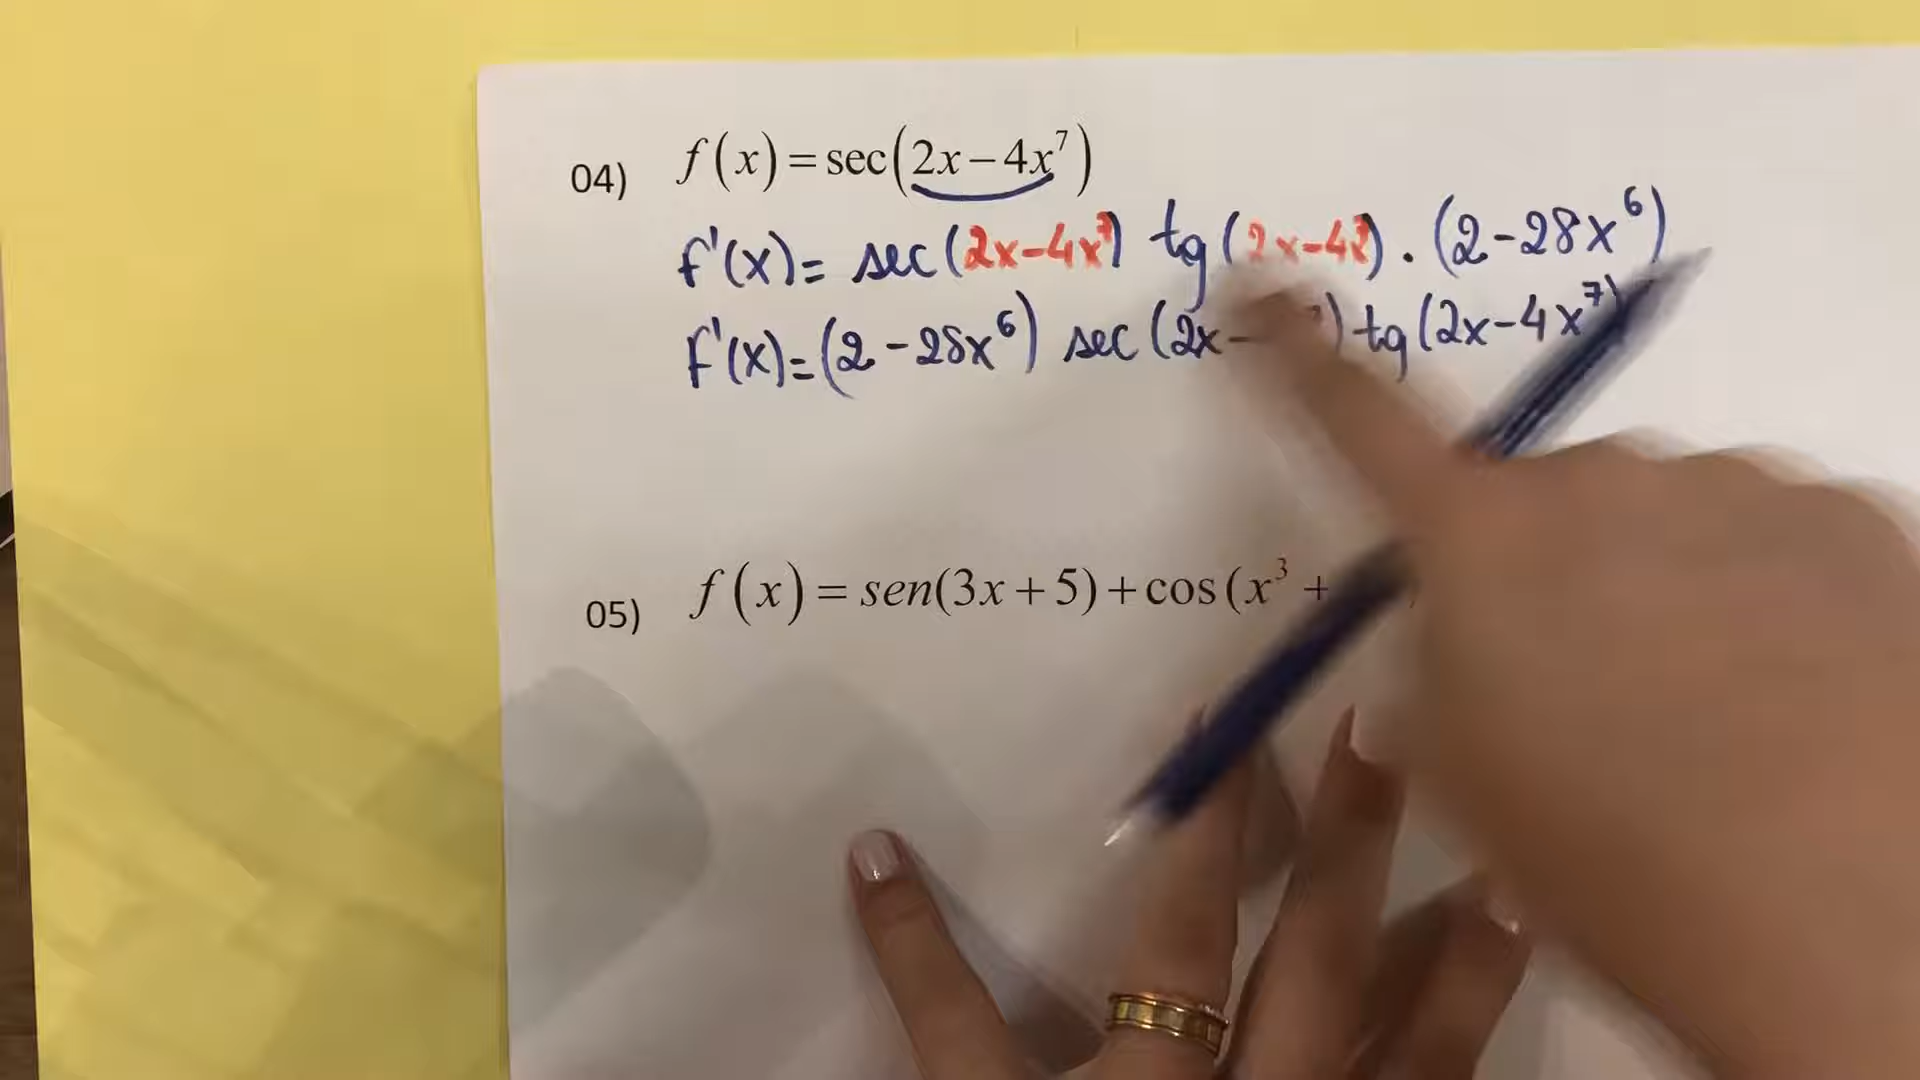 04) f(x) = sec(2x − 4x⁷)
f'(x) = sec(2x−4x⁷) tg(2x−4x⁷) . (2−28x⁶)
f'(x) = (2−28x⁶) sec(2x− ) tg(2x−4x⁷)
05) f(x) = sen(3x + 5) + cos(x³ +